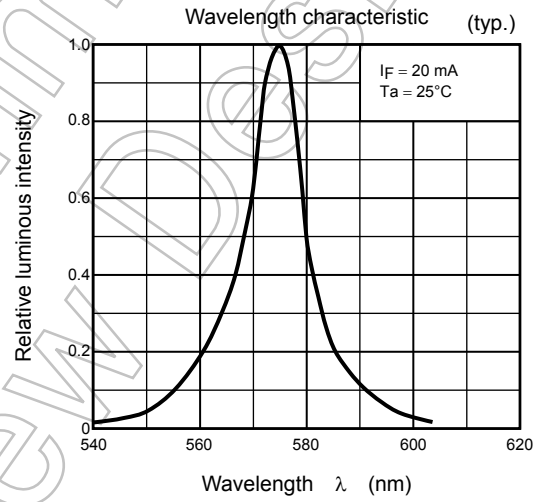 Wavelength characteristic (typ.)
IF = 20 mA
Ta = 25°C
Relative luminous intensity
1.0
0.8
0.6
0.4
0.2
0
540 560 580 600 620
Wavelength λ (nm)